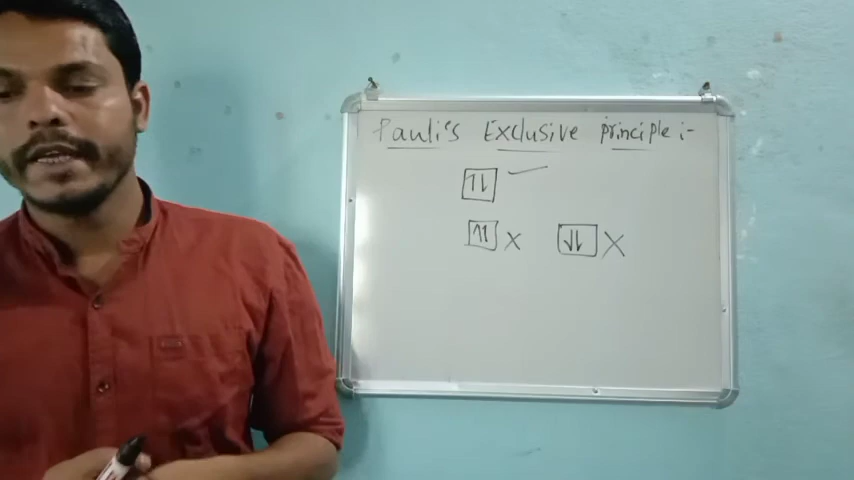 Pauli's Exclusive principle :-
↑↓ ✓
↑↑ X ↓↓ X